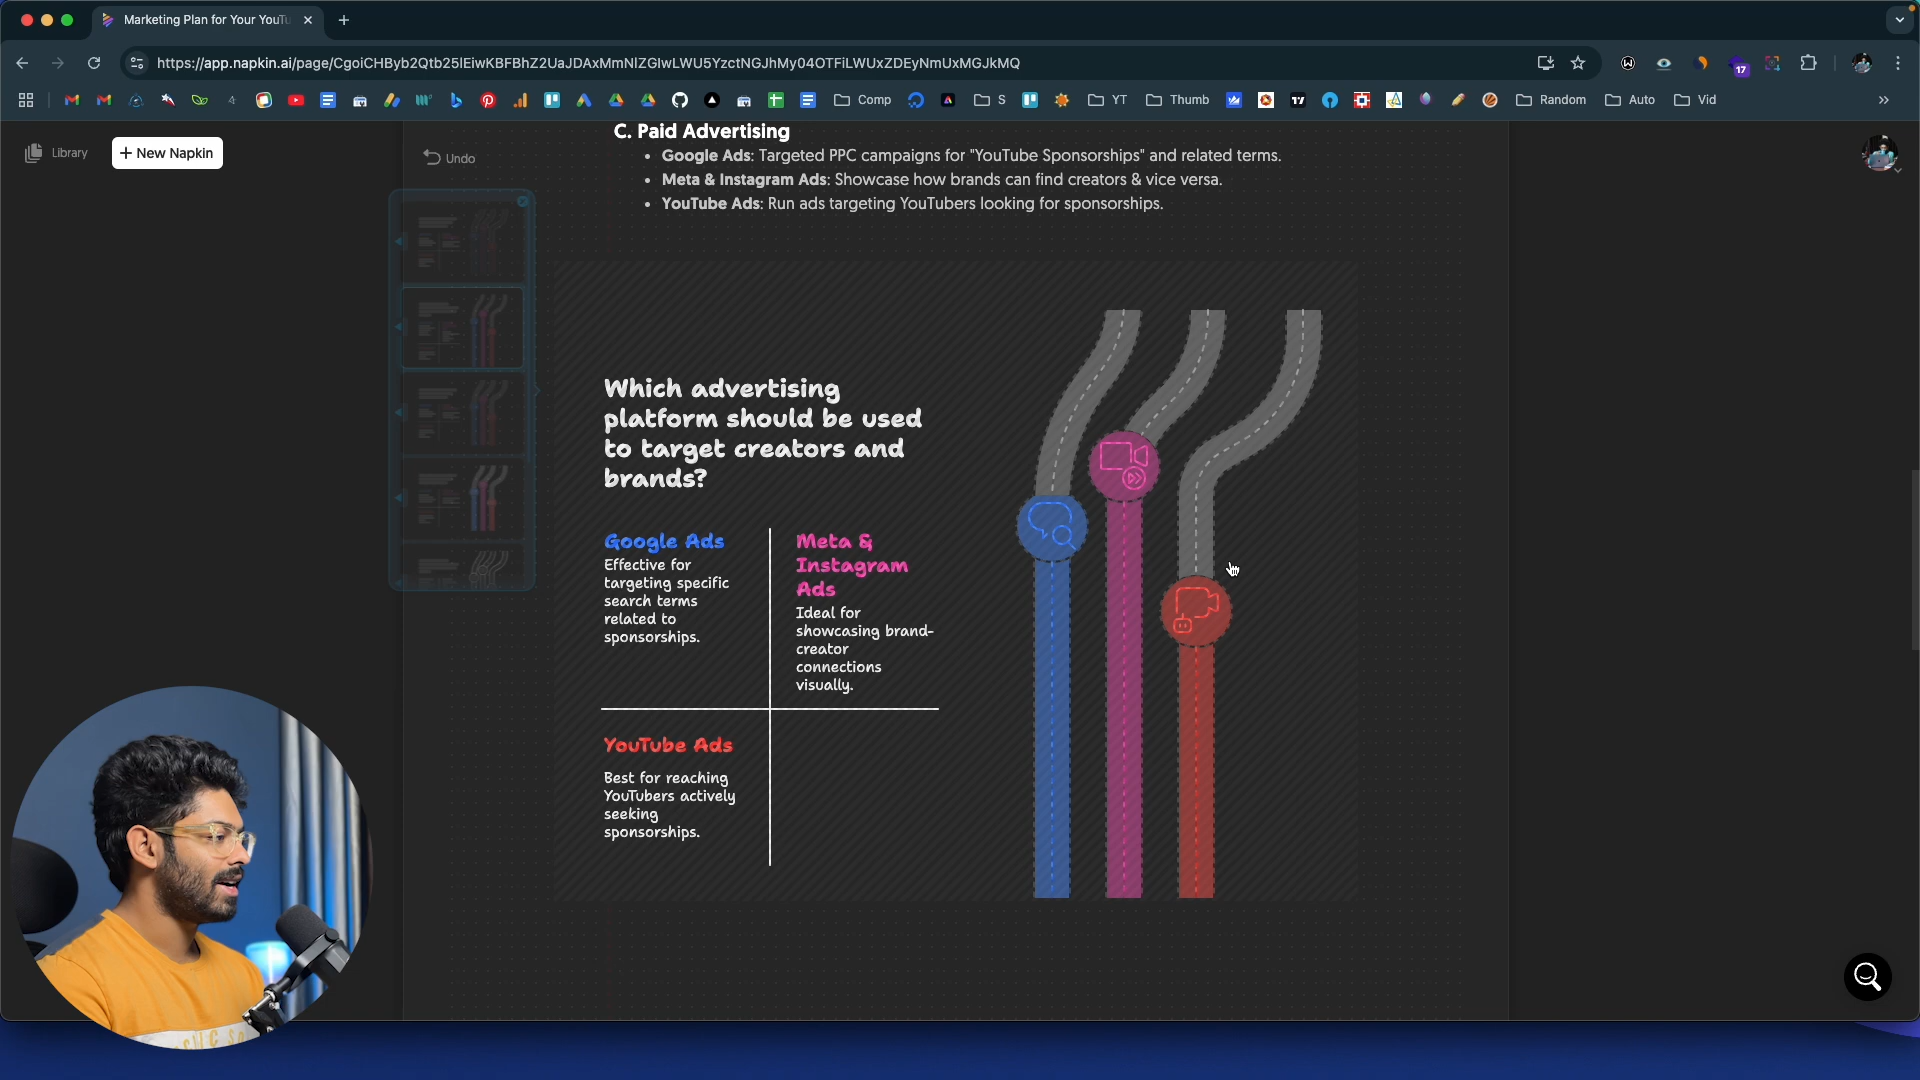 Marketing Plan for Your YouTu
https://app.napkin.ai/page/CgoiCHByb2Qtb25lEiwKBFBhZ2UaJDAxMmNlZGIwLWU5YzctNGJhMy04OTFiLWUxZDEyNmUxMGJkMQ
17
Comp
S
YT
Thumb
Random
Auto
Vid
Library
+ New Napkin
Undo
C. Paid Advertising
• Google Ads: Targeted PPC campaigns for "YouTube Sponsorships" and related terms.
• Meta & Instagram Ads: Showcase how brands can find creators & vice versa.
• YouTube Ads: Run ads targeting YouTubers looking for sponsorships.
Which advertising
platform should be used
to target creators and
brands?
Google Ads
Effective for
targeting specific
search terms
related to
sponsorships.
Meta &
Instagram
Ads
Ideal for
showcasing brand-
creator
connections
visually.
YouTube Ads
Best for reaching
YouTubers actively
seeking
sponsorships.